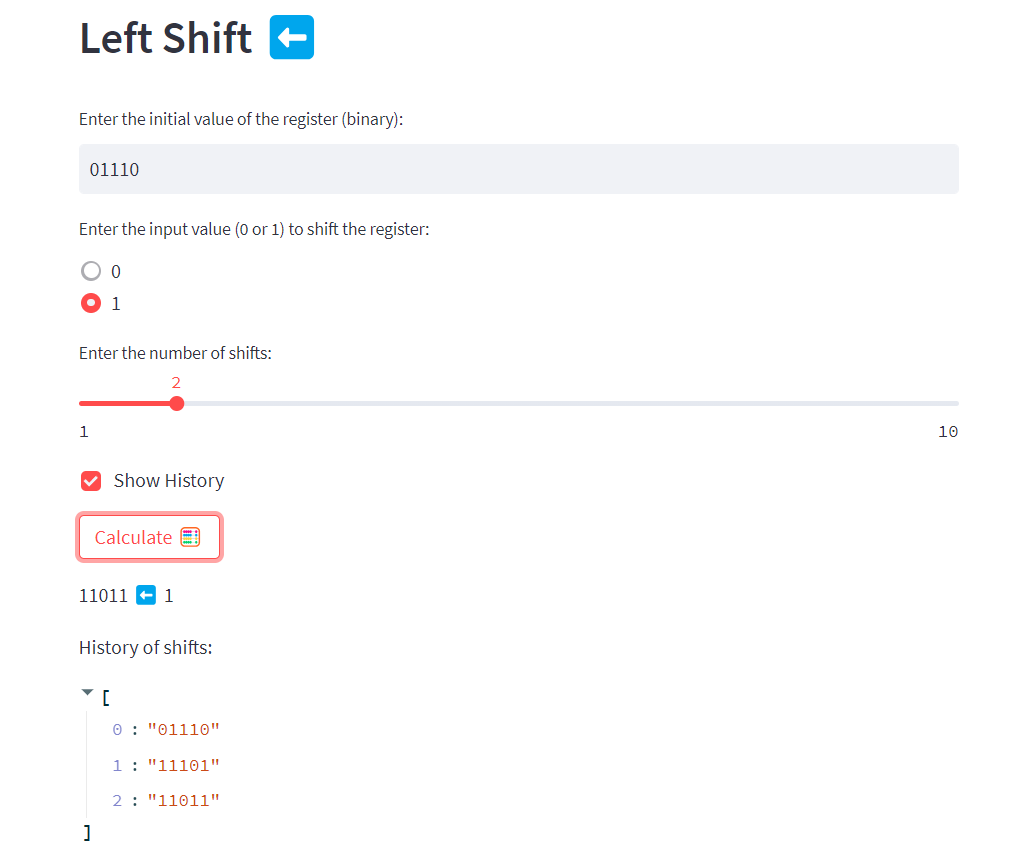 Left Shift ⬅️
Enter the initial value of the register (binary):
01110
Enter the input value (0 or 1) to shift the register:
0
1
Enter the number of shifts:
2
1 10
Show History
Calculate 🧮
11011 ⬅️ 1
History of shifts:
[
0 : "01110"
1 : "11101"
2 : "11011"
]